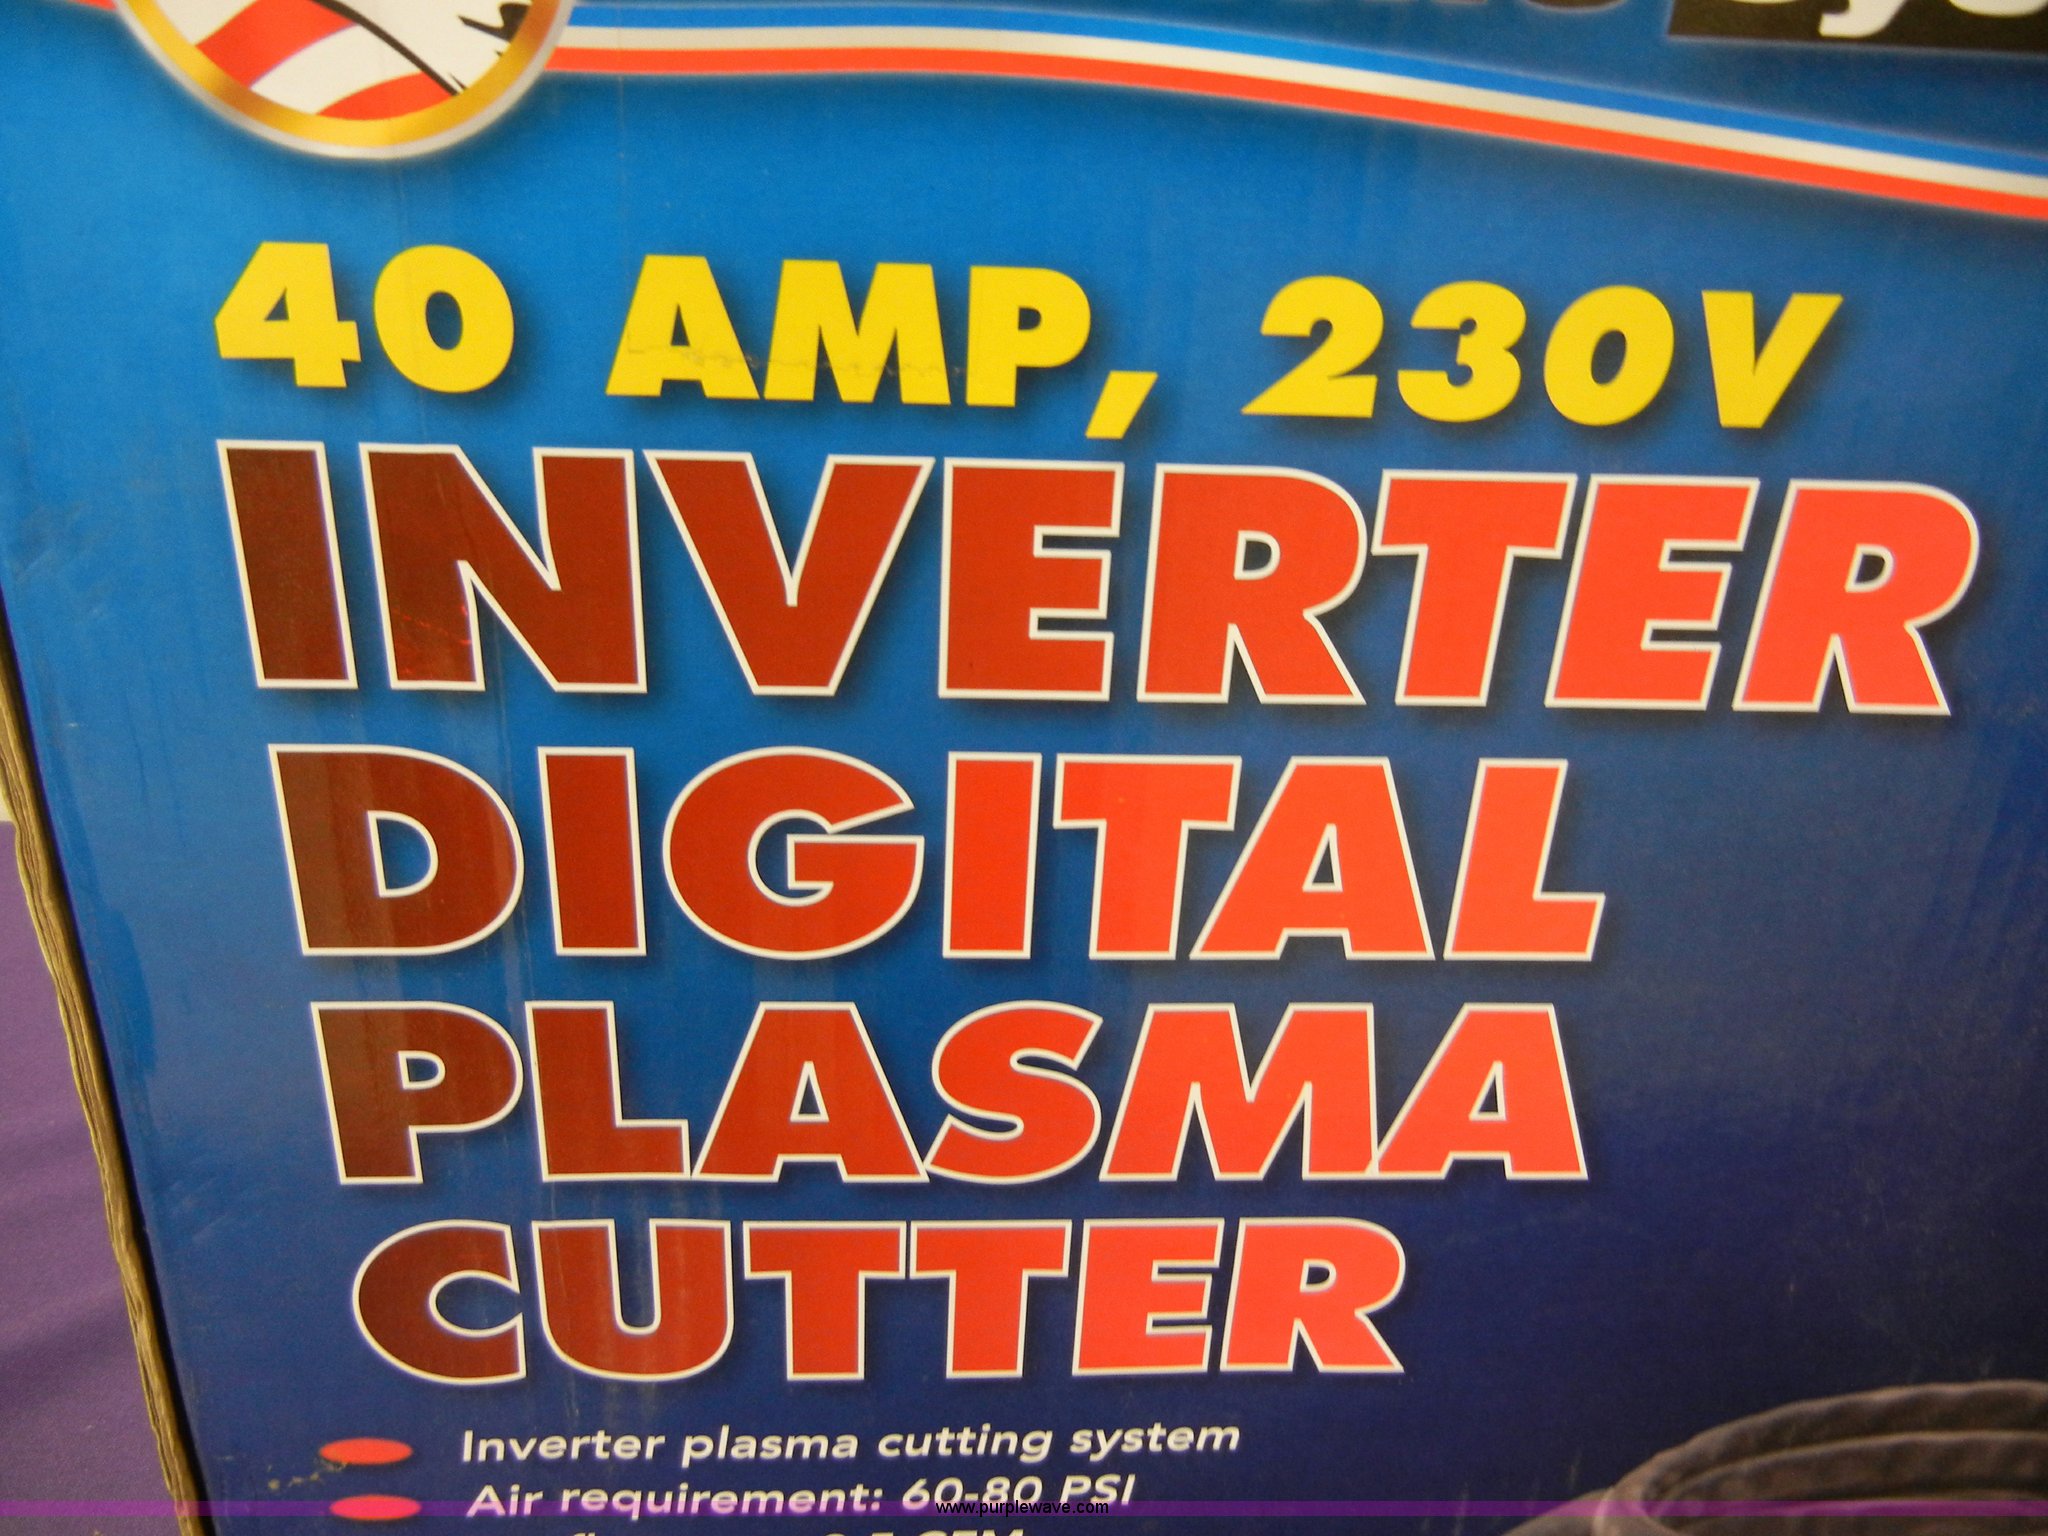 40 AMP, 230V
INVERTER
DIGITAL
PLASMA
CUTTER
Inverter plasma cutting system
Air requirement: 60-80 PSI
www.purplewave.com